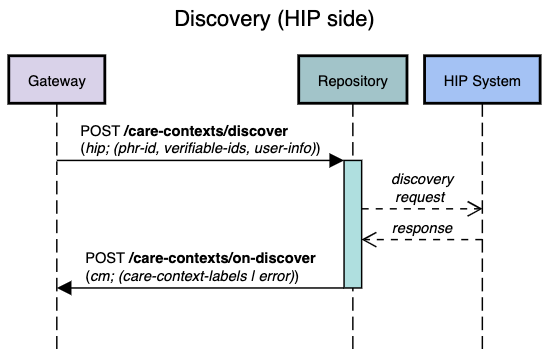 Discovery (HIP side)
Gateway
Repository
HIP System
POST /care-contexts/discover
(hip; (phr-id, verifiable-ids, user-info))
discovery
request
response
POST /care-contexts/on-discover
(cm; (care-context-labels | error))